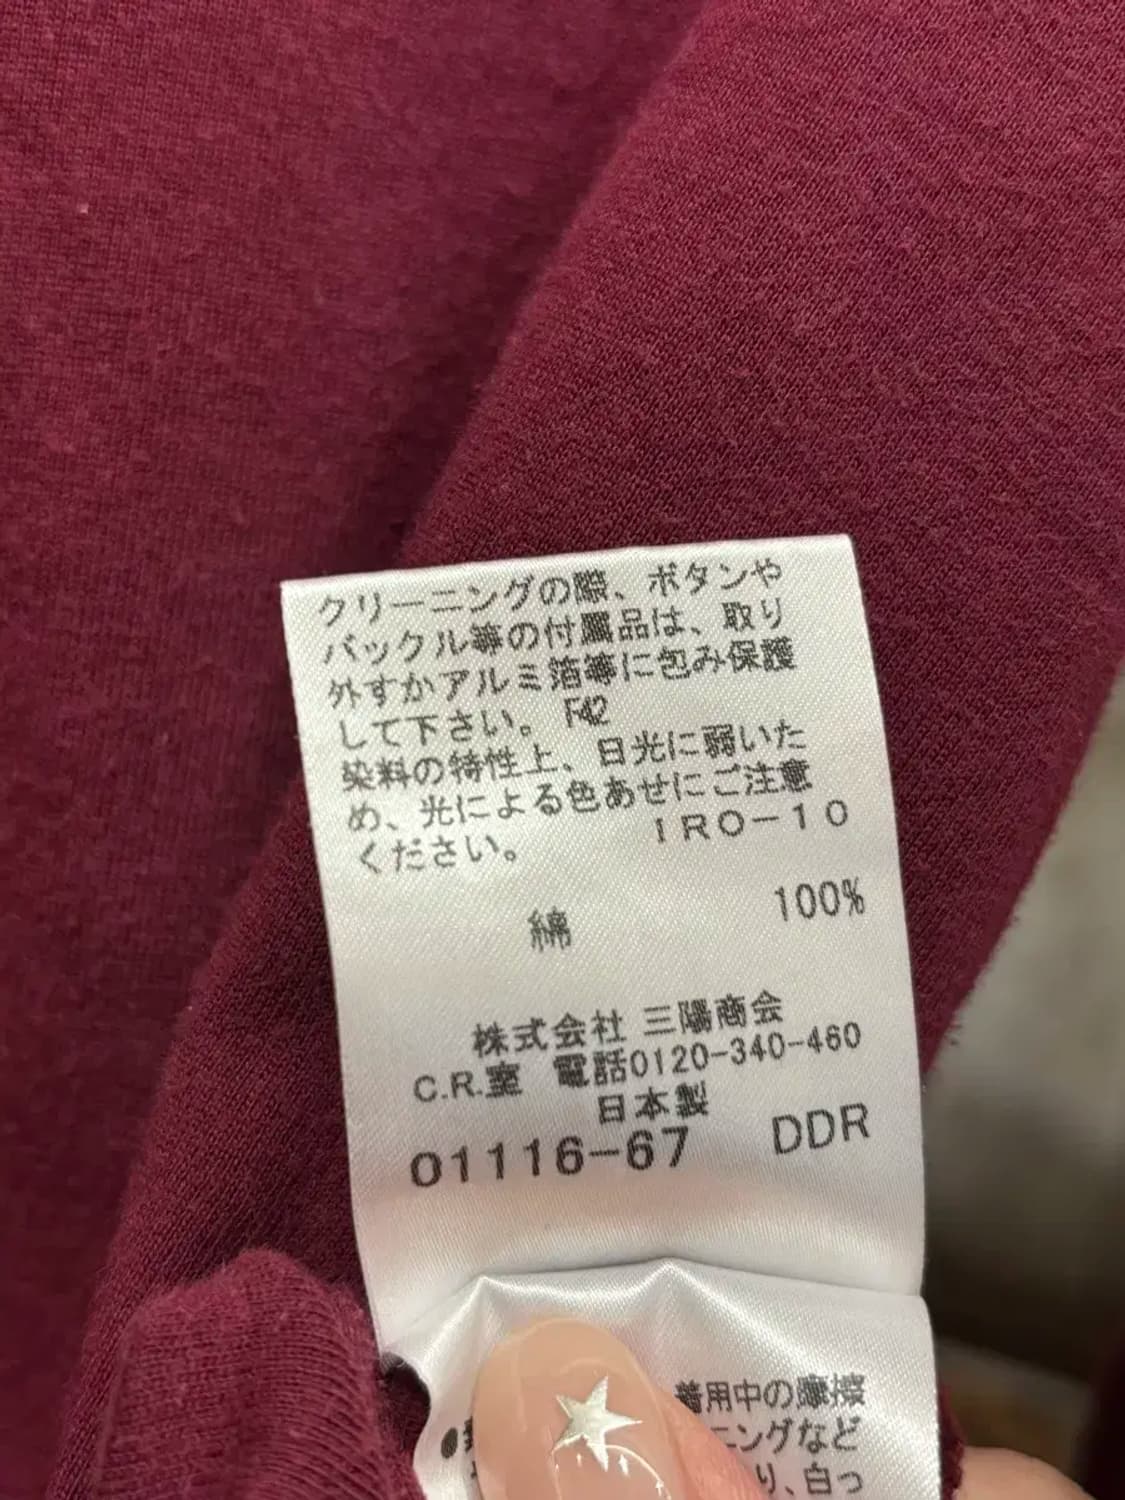 クリーニングの際、ボタンや
バックル等の付属品は、取り
外すかアルミ箔等に包み保護
して下さい。 F42
染料の特性上、日光に弱いた
め、光による色あせにご注意
ください。 IRO-10
綿 100%
株式会社 三陽商会
C.R.室 電話0120-340-460
日本製
01116-67 DDR
着用中の摩擦
ニングなど
り、白っ